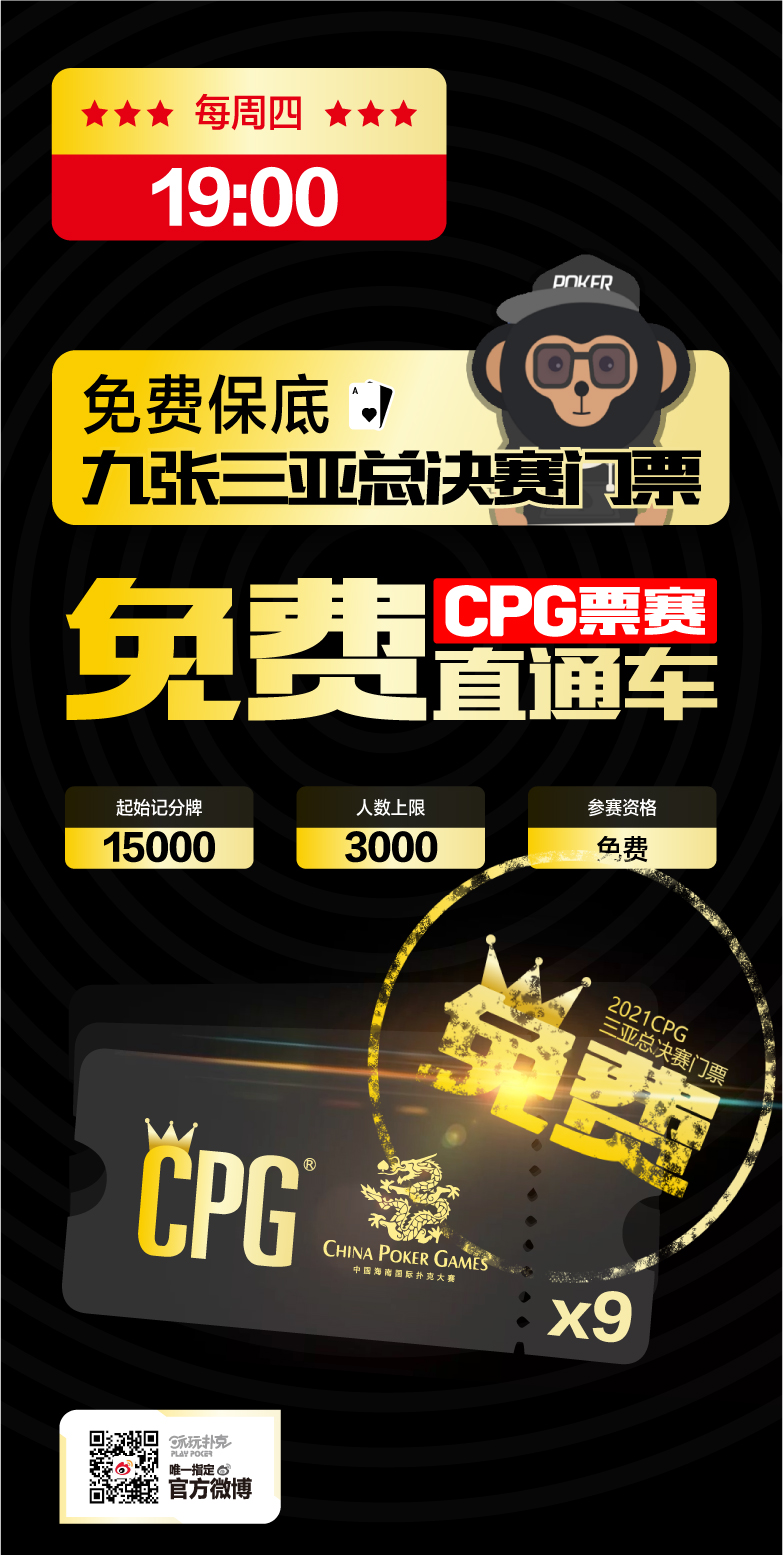 每周四
19:00
POKER
免费保底
A
九张三亚总决赛门票
免费
CPG票赛
直通车
起始记分牌
15000
人数上限
3000
参赛资格
免费
2021CPG
三亚总决赛门票
免费
CPG®
CHINA POKER GAMES
中国海南国际扑克大赛
x9
玩扑克
PLAY POKER
唯一指定
官方微博